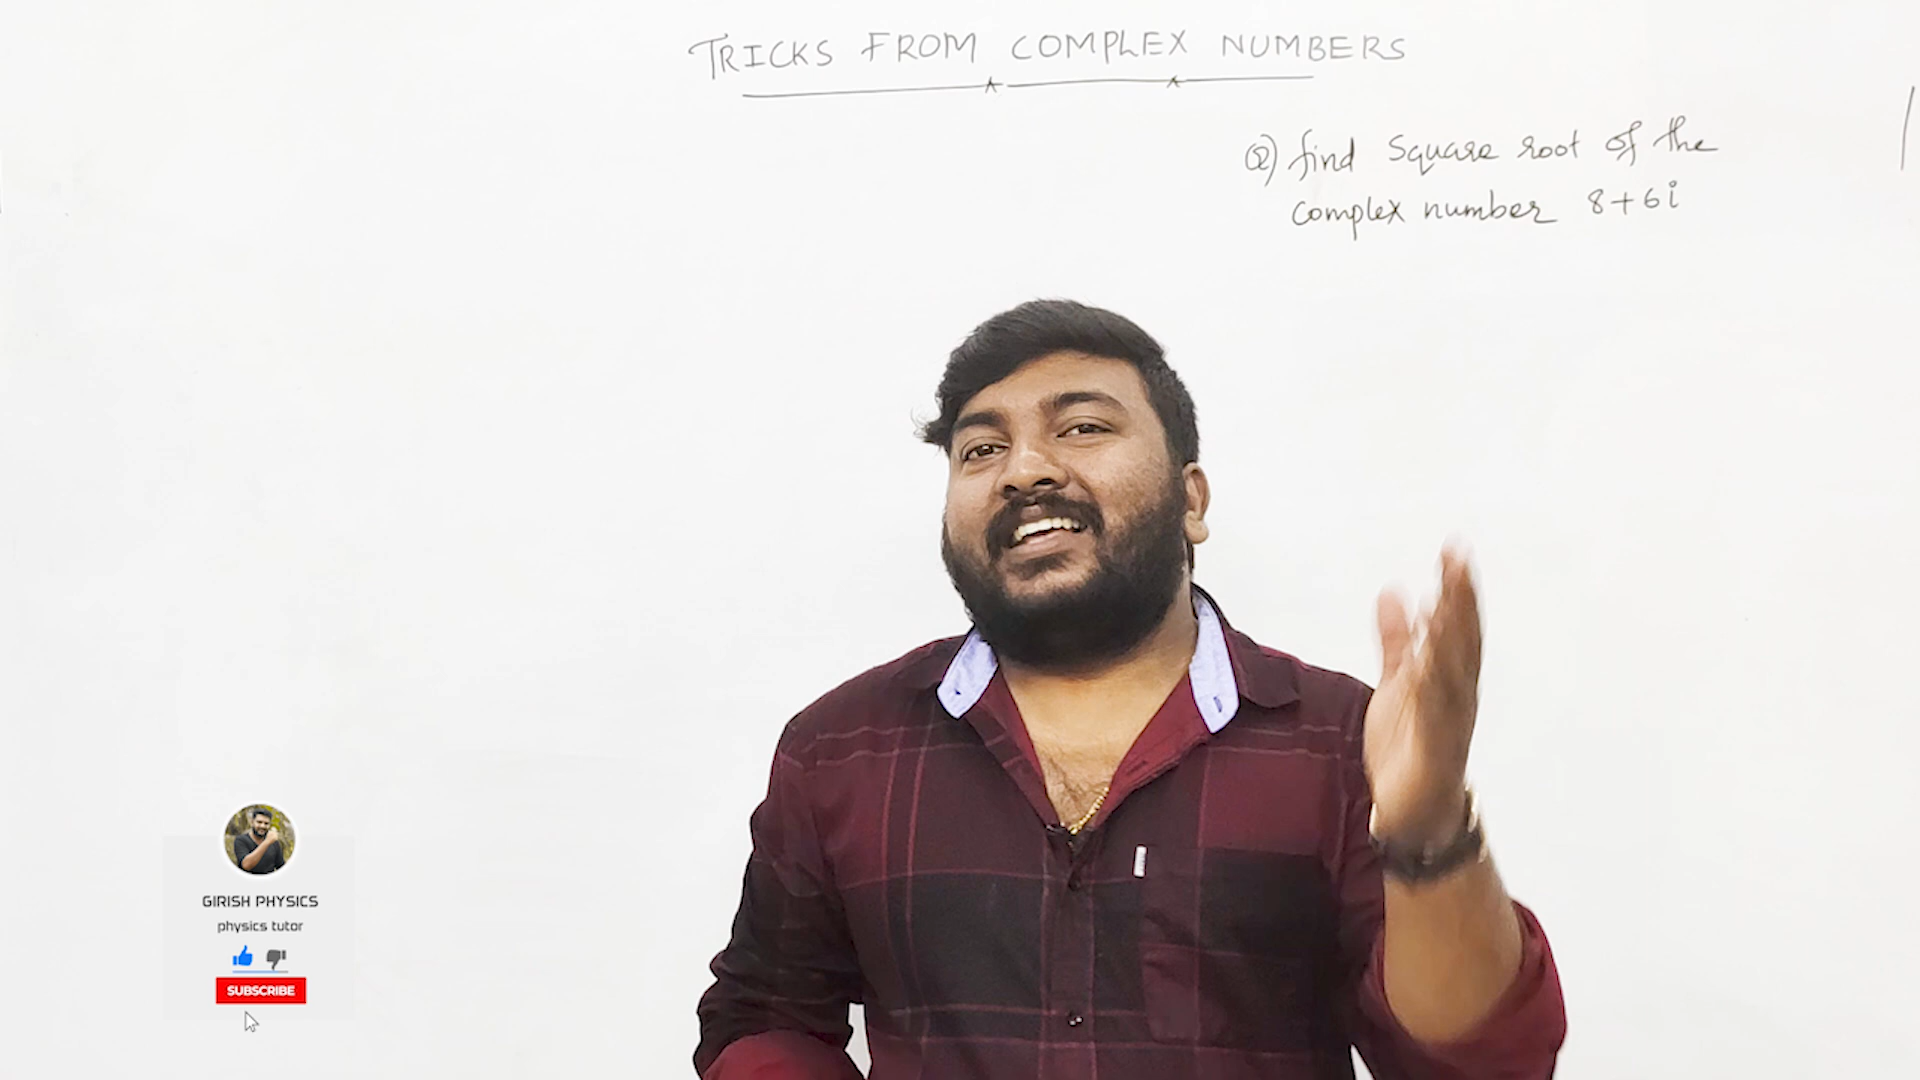 TRICKS FROM COMPLEX NUMBERS
Q) find Square root of the
Complex number 8+6i
GIRISH PHYSICS
physics tutor
SUBSCRIBE